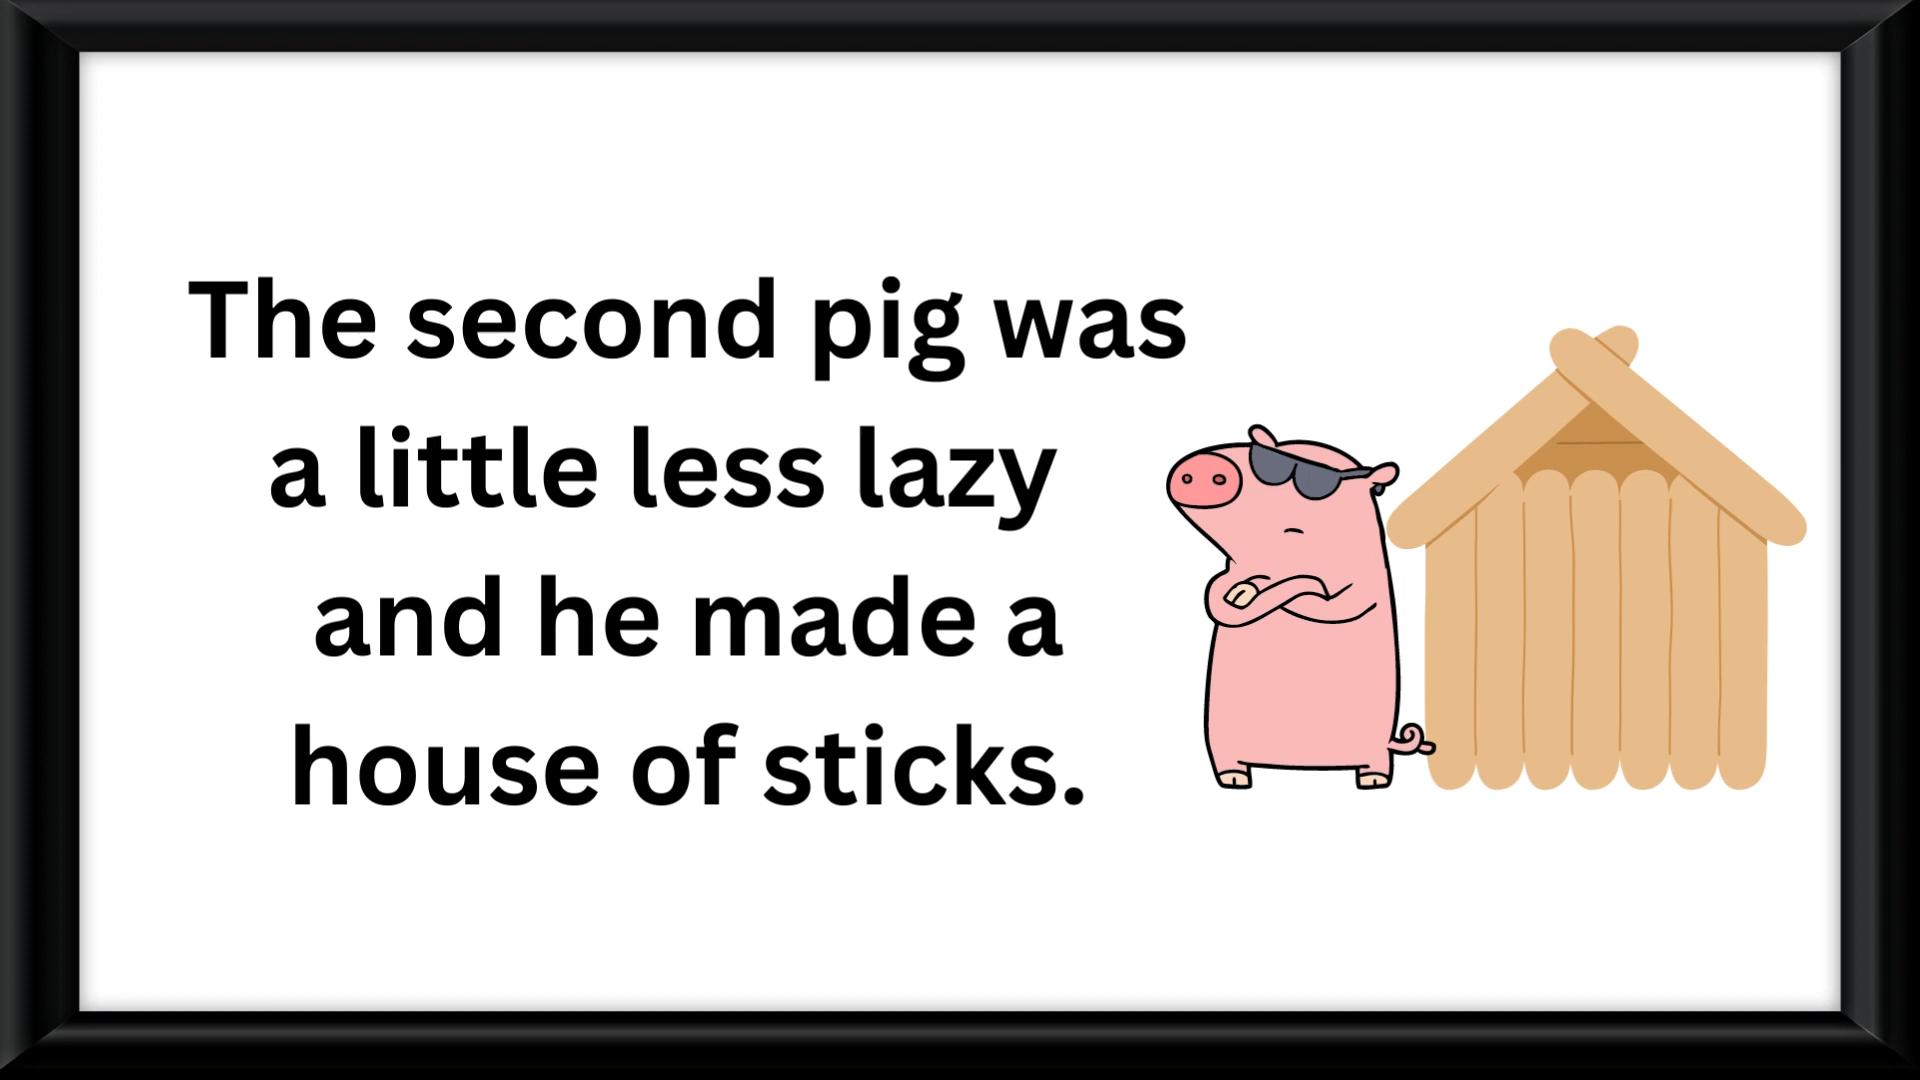 The second pig was
a little less lazy
and he made a
house of sticks.